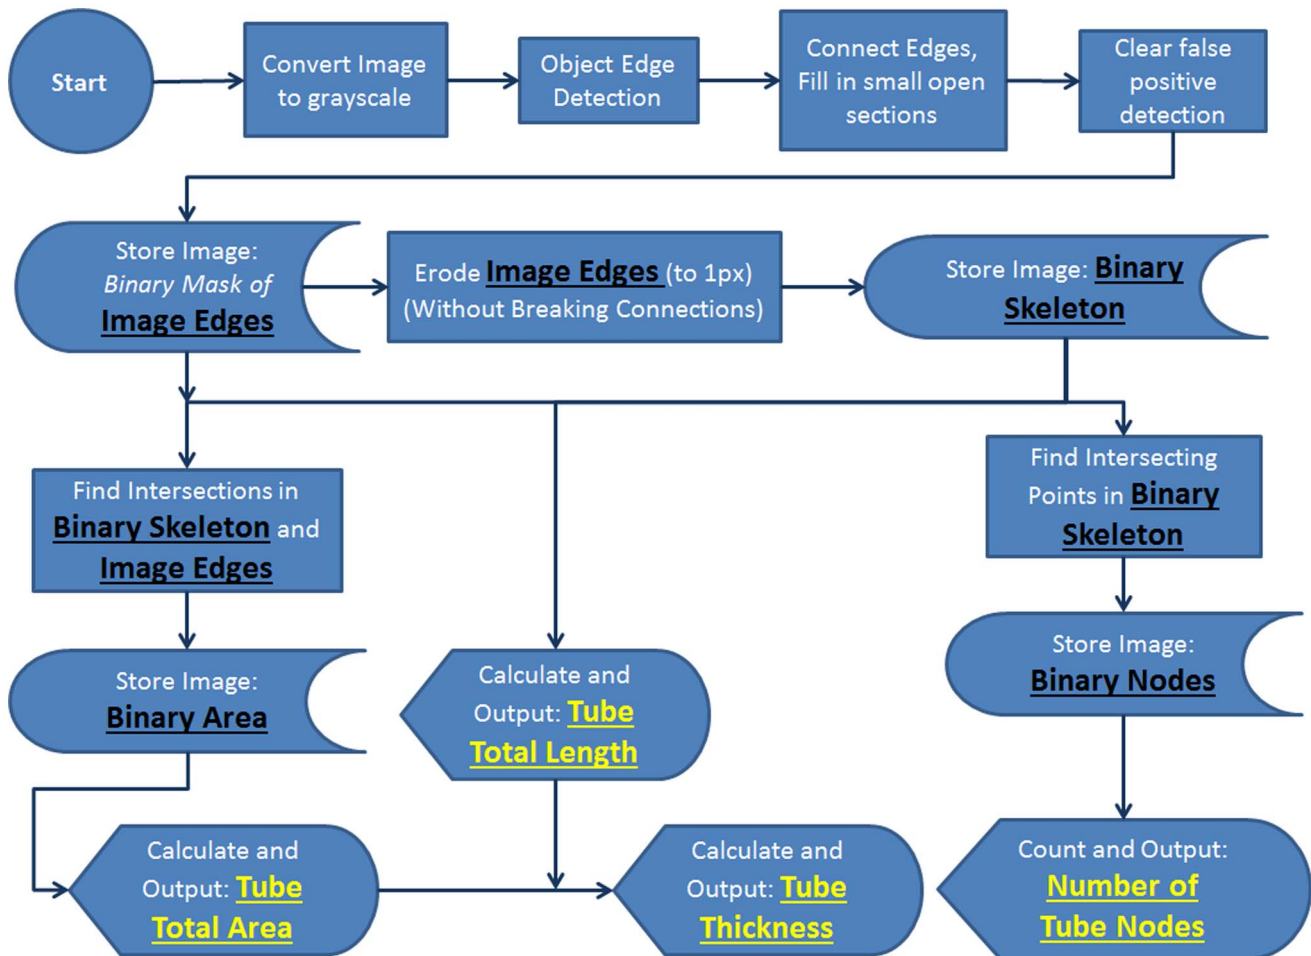 Start
Convert Image
to grayscale
Object Edge
Detection
Connect Edges,
Fill in small open
sections
Clear false
positive
detection
Store Image:
Binary Mask of
Image Edges
Erode Image Edges (to 1px)
(Without Breaking Connections)
Store Image: Binary
Skeleton
Find Intersections in
Binary Skeleton and
Image Edges
Find Intersecting
Points in Binary
Skeleton
Store Image:
Binary Area
Calculate and
Output: Tube
Total Length
Store Image:
Binary Nodes
Calculate and
Output: Tube
Total Area
Calculate and
Output: Tube
Thickness
Count and Output:
Number of
Tube Nodes